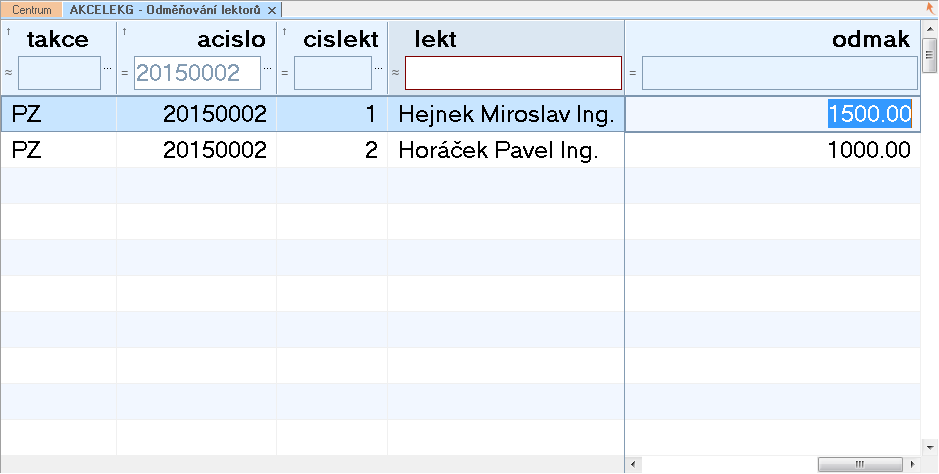 Centrum AKCELEKG - Odměňování lektorů ×
↑ takce ↑ acislo ↑ cislekt lekt odmak
≈ ... = 20150002 ... = ... ≈ =
PZ 20150002 1 Hejnek Miroslav Ing. 1500.00
PZ 20150002 2 Horáček Pavel Ing. 1000.00